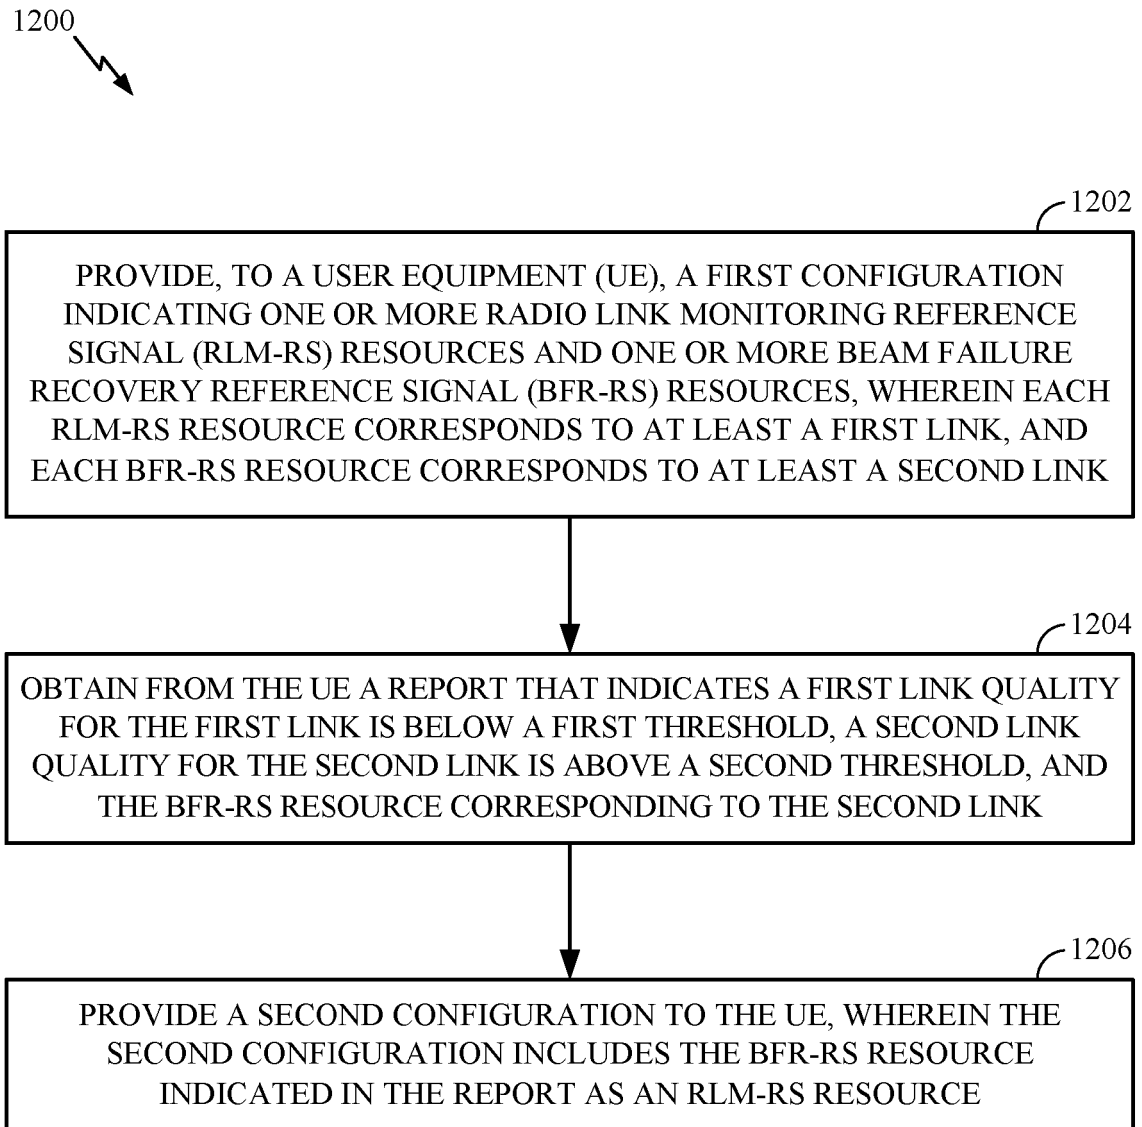 1200
1202
PROVIDE, TO A USER EQUIPMENT (UE), A FIRST CONFIGURATION
INDICATING ONE OR MORE RADIO LINK MONITORING REFERENCE
SIGNAL (RLM-RS) RESOURCES AND ONE OR MORE BEAM FAILURE
RECOVERY REFERENCE SIGNAL (BFR-RS) RESOURCES, WHEREIN EACH
RLM-RS RESOURCE CORRESPONDS TO AT LEAST A FIRST LINK, AND
EACH BFR-RS RESOURCE CORRESPONDS TO AT LEAST A SECOND LINK
1204
OBTAIN FROM THE UE A REPORT THAT INDICATES A FIRST LINK QUALITY
FOR THE FIRST LINK IS BELOW A FIRST THRESHOLD, A SECOND LINK
QUALITY FOR THE SECOND LINK IS ABOVE A SECOND THRESHOLD, AND
THE BFR-RS RESOURCE CORRESPONDING TO THE SECOND LINK
1206
PROVIDE A SECOND CONFIGURATION TO THE UE, WHEREIN THE
SECOND CONFIGURATION INCLUDES THE BFR-RS RESOURCE
INDICATED IN THE REPORT AS AN RLM-RS RESOURCE